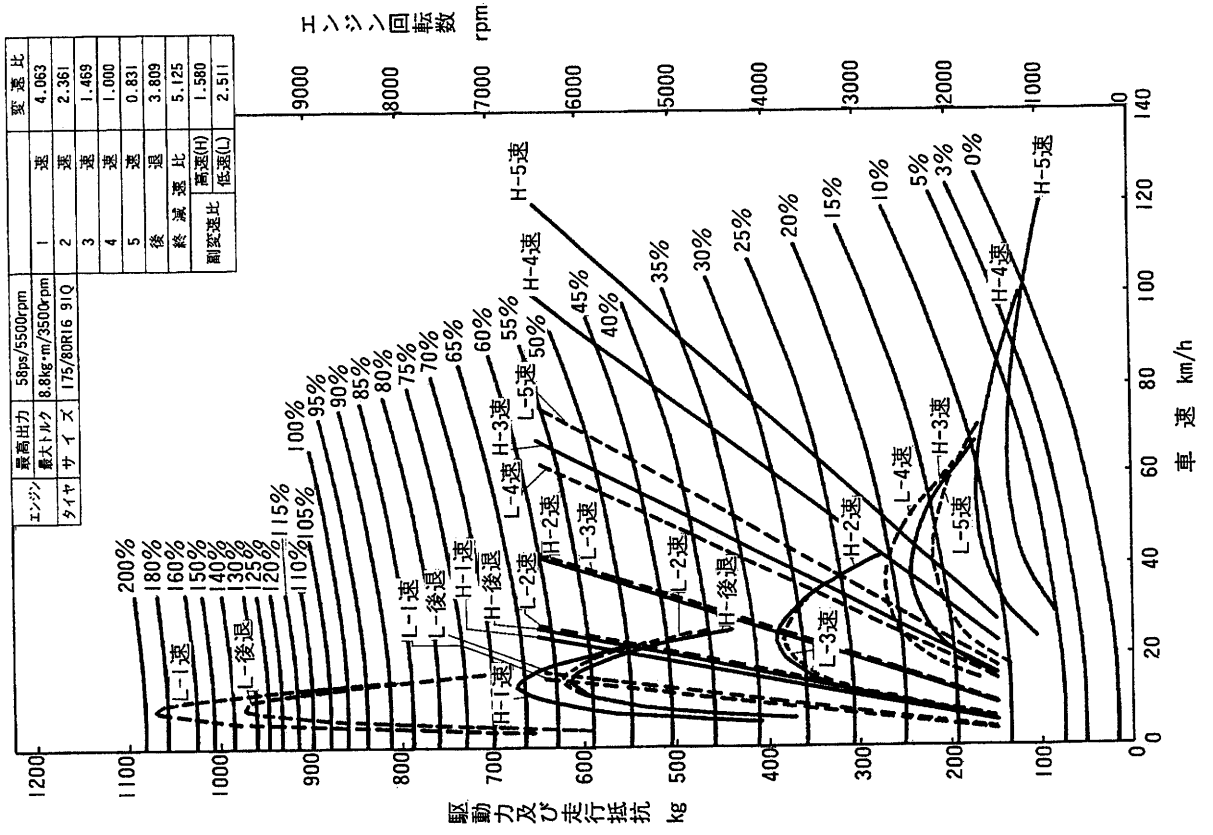 エンジン 最高出力 58ps/5500rpm
最大トルク 8.8kg・m/3500rpm
タイヤサイズ 175/80R16 91Q
変速比
1 速 4.063
2 速 2.361
3 速 1.469
4 速 1.000
5 速 0.831
後 退 3.809
終減速比 5.125
副変速比 高速(H) 1.580
低速(L) 2.511
エンジン回転数 rpm
9000
8000
7000
6000
5000
4000
3000
2000
1000
0
駆動力及び走行抵抗 kg
1200
1100
1000
900
800
700
600
500
400
300
200
100
0
車速 km/h
0
20
40
60
80
100
120
140
200%
180%
160%
150%
140%
130%
125%
120%
115%
110%
105%
100%
95%
90%
85%
80%
75%
70%
65%
60%
55%
50%
45%
40%
35%
30%
25%
20%
15%
10%
5%
3%
0%
L-1速
L-後退
L-1速
L-後退
H-1速
H-後退
L-2速
H-2速
L-3速
L-4速
H-3速
L-5速
H-4速
H-5速
H-1速
L-2速
H-後退
L-3速
H-2速
L-4速
H-3速
L-5速
H-4速
H-5速